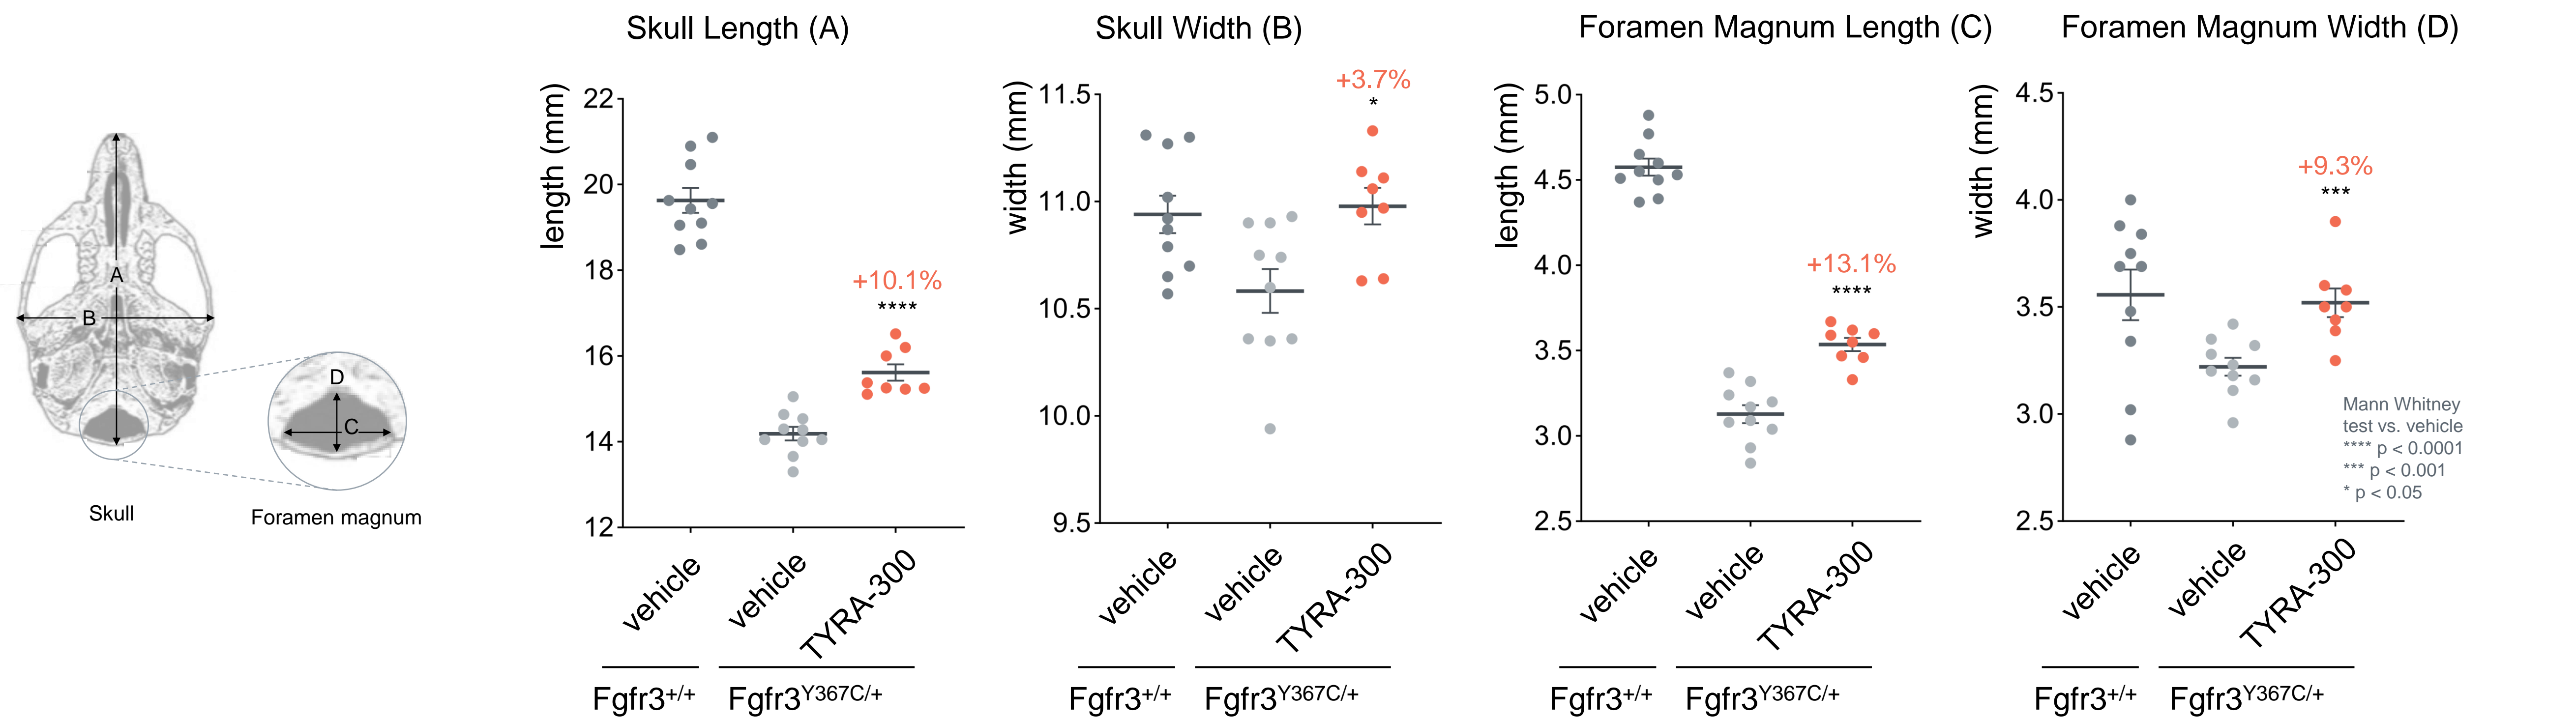 Skull Length (A)
Skull Width (B)
Foramen Magnum Length (C)
Foramen Magnum Width (D)
A
B
Skull
D
C
Foramen magnum
length (mm)
22
20
18
16
14
12
+10.1%
****
vehicle
vehicle
TYRA-300
Fgfr3+/+
Fgfr3Y367C/+
width (mm)
11.5
11.0
10.5
10.0
9.5
+3.7%
*
vehicle
vehicle
TYRA-300
Fgfr3+/+
Fgfr3Y367C/+
length (mm)
5.0
4.5
4.0
3.5
3.0
2.5
+13.1%
****
vehicle
vehicle
TYRA-300
Fgfr3+/+
Fgfr3Y367C/+
width (mm)
4.5
4.0
3.5
3.0
2.5
+9.3%
***
Mann Whitney
test vs. vehicle
**** p < 0.0001
*** p < 0.001
* p < 0.05
vehicle
vehicle
TYRA-300
Fgfr3+/+
Fgfr3Y367C/+